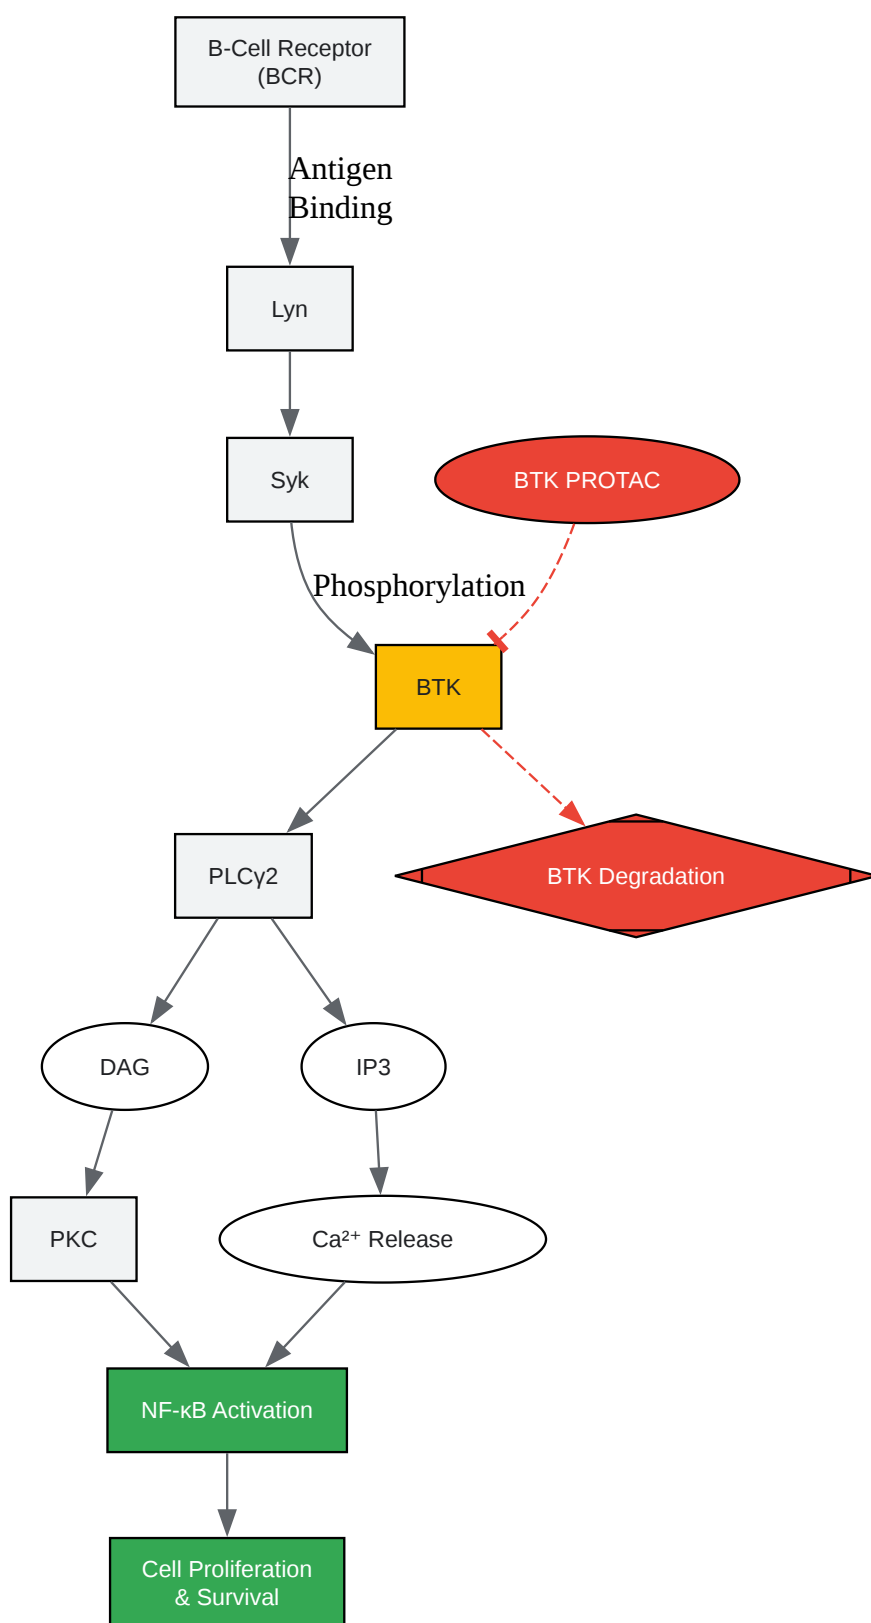 B-Cell Receptor
(BCR)
Antigen
Binding
Lyn
Syk
BTK PROTAC
Phosphorylation
BTK
PLCγ2
BTK Degradation
DAG
IP3
PKC
Ca²⁺ Release
NF-κB Activation
Cell Proliferation
& Survival